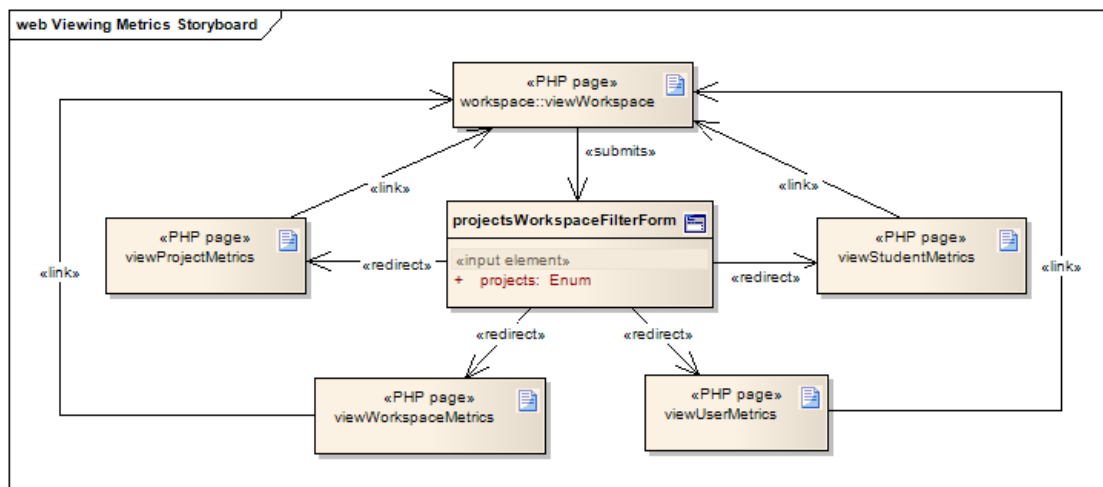 web Viewing Metrics Storyboard
«PHP page»
workspace::viewWorkspace
«submits»
«link»
«link»
projectsWorkspaceFilterForm
«input element»
+ projects: Enum
«PHP page»
viewProjectMetrics
«PHP page»
viewStudentMetrics
«link»
«redirect»
«redirect»
«link»
«redirect»
«redirect»
«PHP page»
viewWorkspaceMetrics
«PHP page»
viewUserMetrics